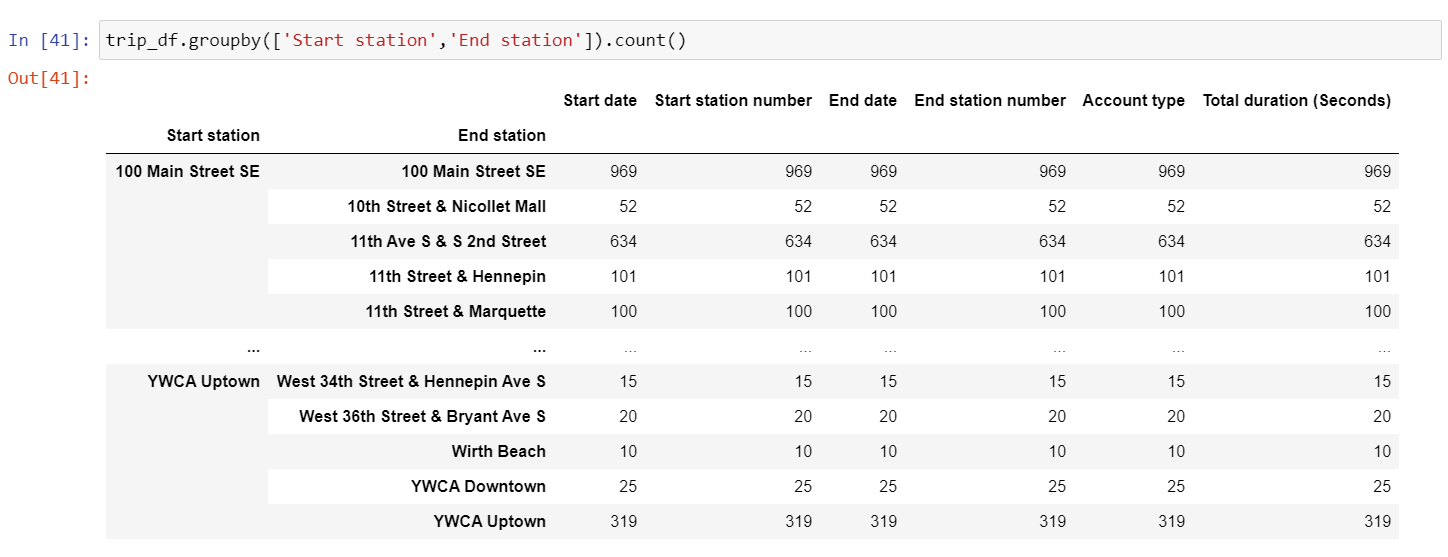 In [41]: trip_df.groupby(['Start station','End station']).count()
Out[41]:
Start date Start station number End date End station number Account type Total duration (Seconds)
Start station End station
100 Main Street SE 100 Main Street SE 969 969 969 969 969 969
10th Street & Nicollet Mall 52 52 52 52 52 52
11th Ave S & S 2nd Street 634 634 634 634 634 634
11th Street & Hennepin 101 101 101 101 101 101
11th Street & Marquette 100 100 100 100 100 100
... ... ... ... ... ... ... ...
YWCA Uptown West 34th Street & Hennepin Ave S 15 15 15 15 15 15
West 36th Street & Bryant Ave S 20 20 20 20 20 20
Wirth Beach 10 10 10 10 10 10
YWCA Downtown 25 25 25 25 25 25
YWCA Uptown 319 319 319 319 319 319